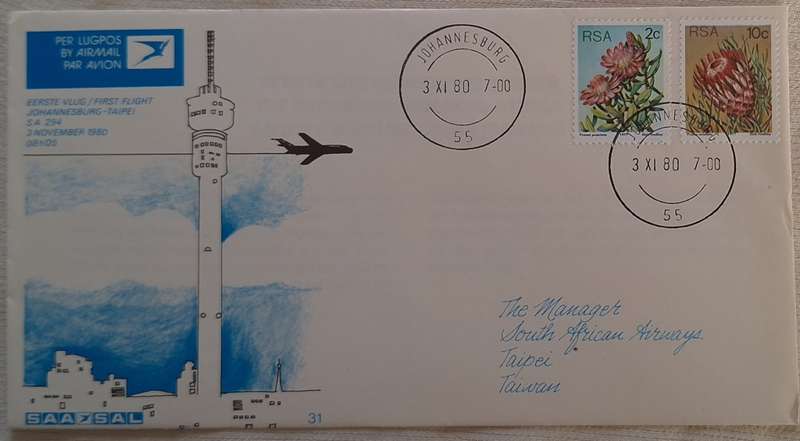 PER LUGPOS
BY AIRMAIL
PAR AVION
EERSTE VLUG / FIRST FLIGHT
JOHANNESBURG-TAIPEI
S.A. 294
3 NOVEMBER 1980
08h05
JOHANNESBURG
3 XI 80 7-00
55
RSA 2c
RSA 10c
JOHANNESBURG
3 XI 80 7-00
55
The Manager
South African Airways.
Taipei
Taiwan
SAA SAL
31